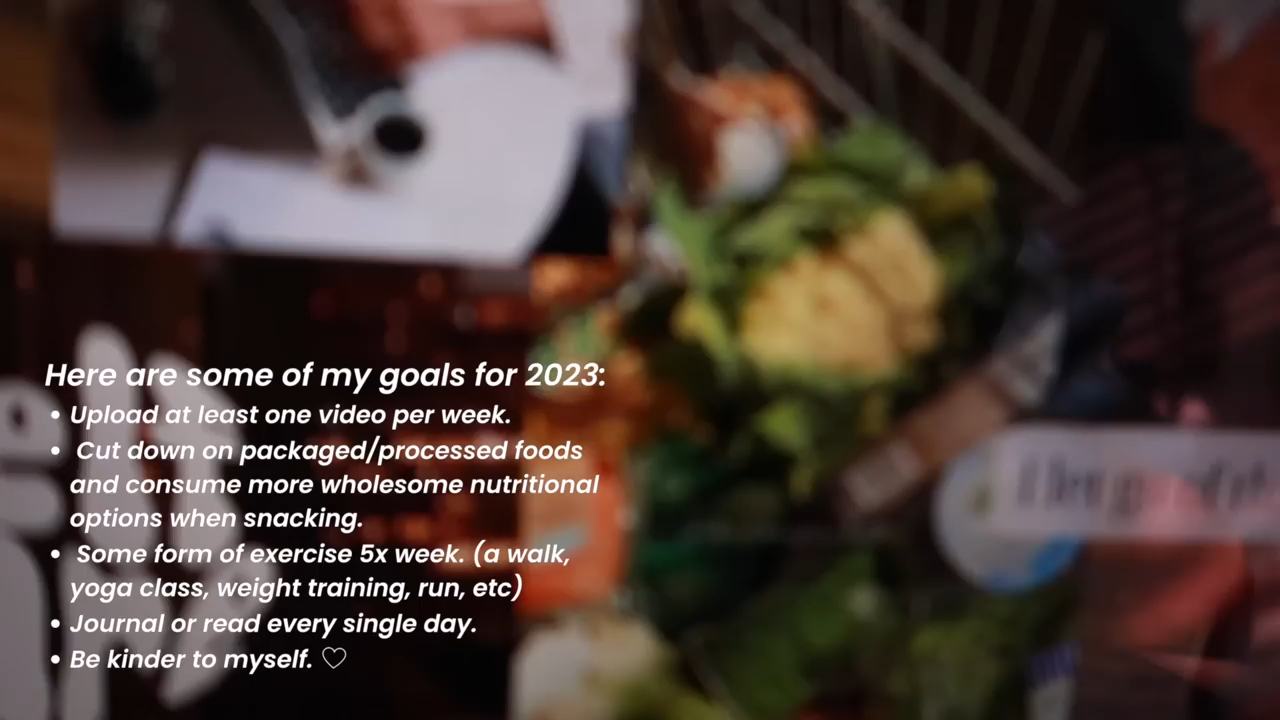 Here are some of my goals for 2023:
• Upload at least one video per week.
• Cut down on packaged/processed foods
and consume more wholesome nutritional
options when snacking.
• Some form of exercise 5x week. (a walk,
yoga class, weight training, run, etc)
• Journal or read every single day.
• Be kinder to myself. ♡